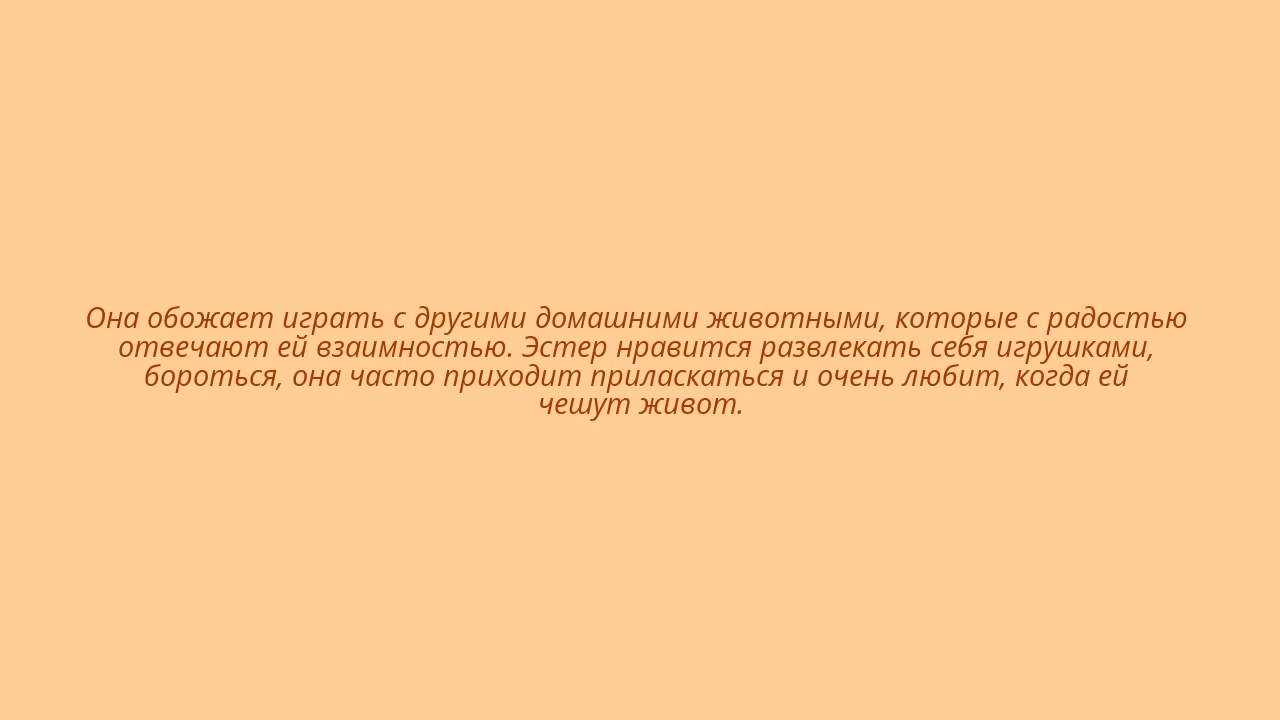 Она обожает играть с другими домашними животными, которые с радостью
отвечают ей взаимностью. Эстер нравится развлекать себя игрушками,
бороться, она часто приходит приласкаться и очень любит, когда ей
чешут живот.